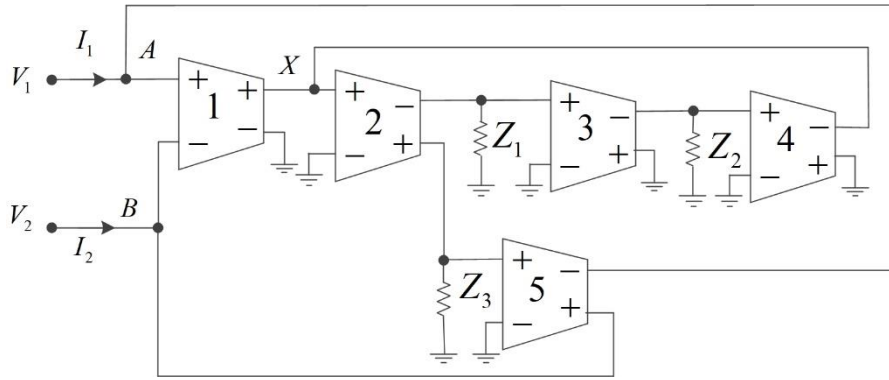 I₁ A
V₁ + + X + − + − + −
1 − − 2 − + Z₁ 3 − + Z₂ 4 − +
V₂ B
I₂
Z₃ + − 5 − +